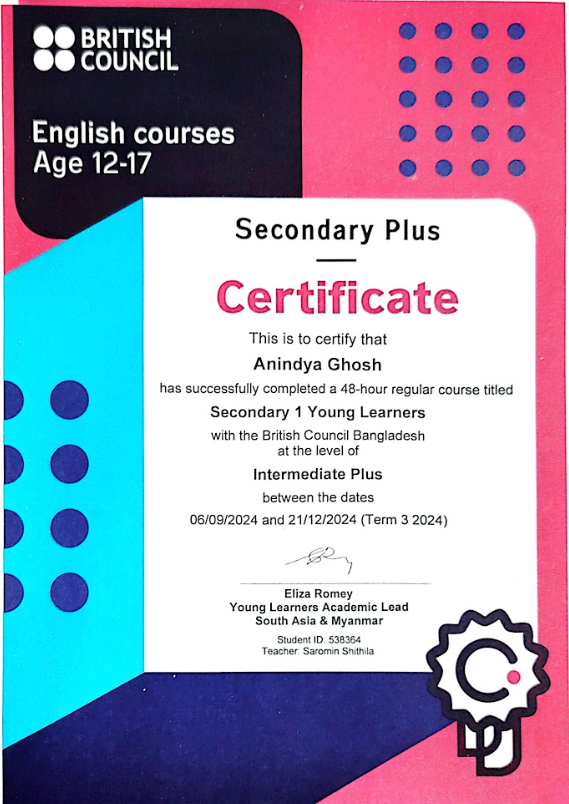 BRITISH
COUNCIL
English courses
Age 12-17
Secondary Plus
Certificate
This is to certify that
Anindya Ghosh
has successfully completed a 48-hour regular course titled
Secondary 1 Young Learners
with the British Council Bangladesh
at the level of
Intermediate Plus
between the dates
06/09/2024 and 21/12/2024 (Term 3 2024)
Eliza Romey
Young Learners Academic Lead
South Asia & Myanmar
Student ID: 538364
Teacher: Saromin Shithila